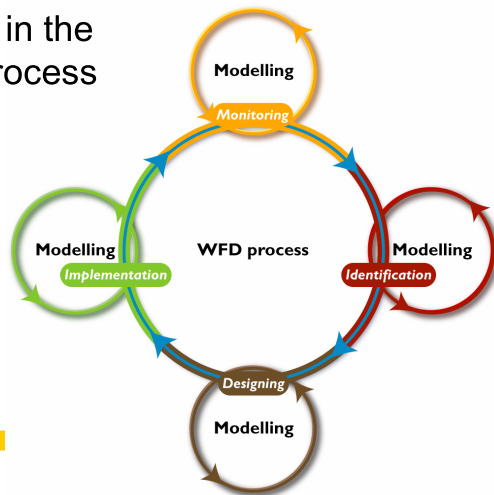 in the
rocess
Modelling
Monitoring
Modelling
WFD process
Modelling
Implementation
Identification
Designing
Modelling